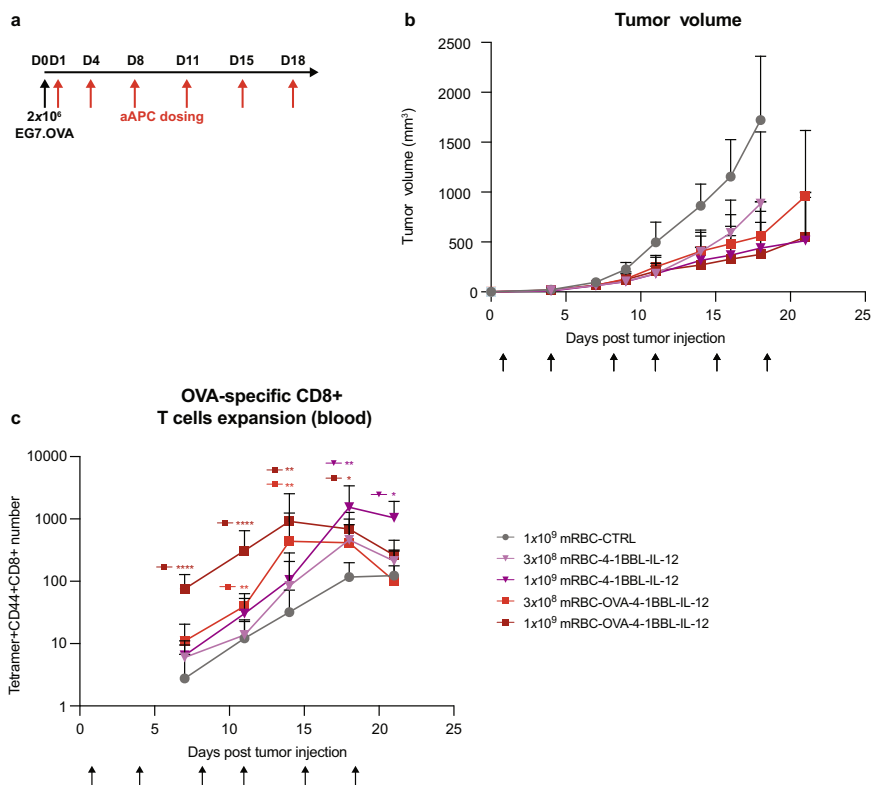 a
D0 D1 D4 D8 D11 D15 D18
2x10⁶
EG7.OVA
aAPC dosing
b
Tumor volume
Tumor volume (mm³)
2500
2000
1500
1000
500
0
0 5 10 15 20 25
Days post tumor injection
c
OVA-specific CD8+
T cells expansion (blood)
Tetramer+CD44+CD8+ number
10000
1000
100
10
1
**
**
**
*
*
****
**
****
0 5 10 15 20 25
Days post tumor injection
1x10⁹ mRBC-CTRL
3x10⁸ mRBC-4-1BBL-IL-12
1x10⁹ mRBC-4-1BBL-IL-12
3x10⁸ mRBC-OVA-4-1BBL-IL-12
1x10⁹ mRBC-OVA-4-1BBL-IL-12